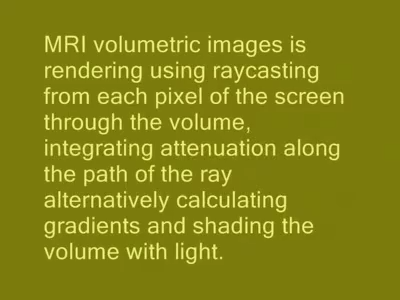 MRI volumetric images is
rendering using raycasting
from each pixel of the screen
through the volume,
integrating attenuation along
the path of the ray
alternatively calculating
gradients and shading the
volume with light.